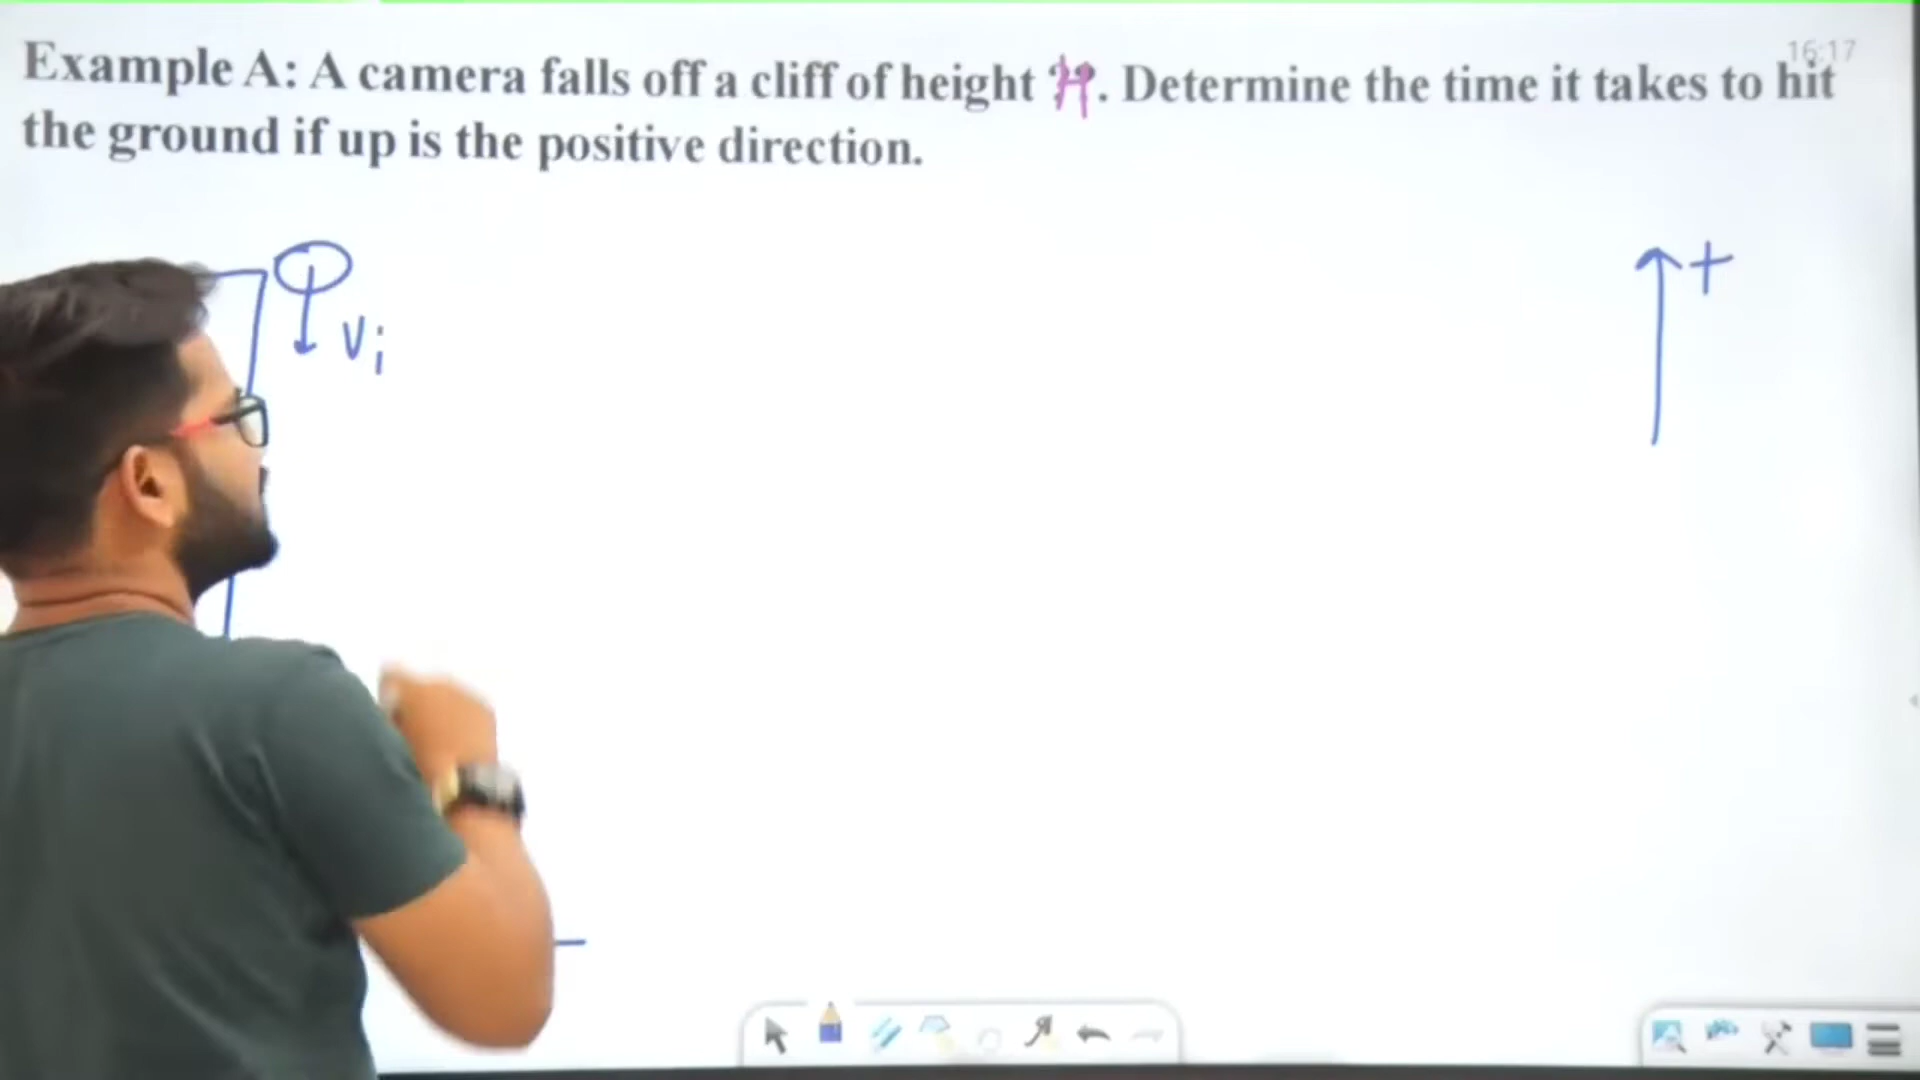 16:17
Example A: A camera falls off a cliff of height H. Determine the time it takes to hit
the ground if up is the positive direction.
+
vi